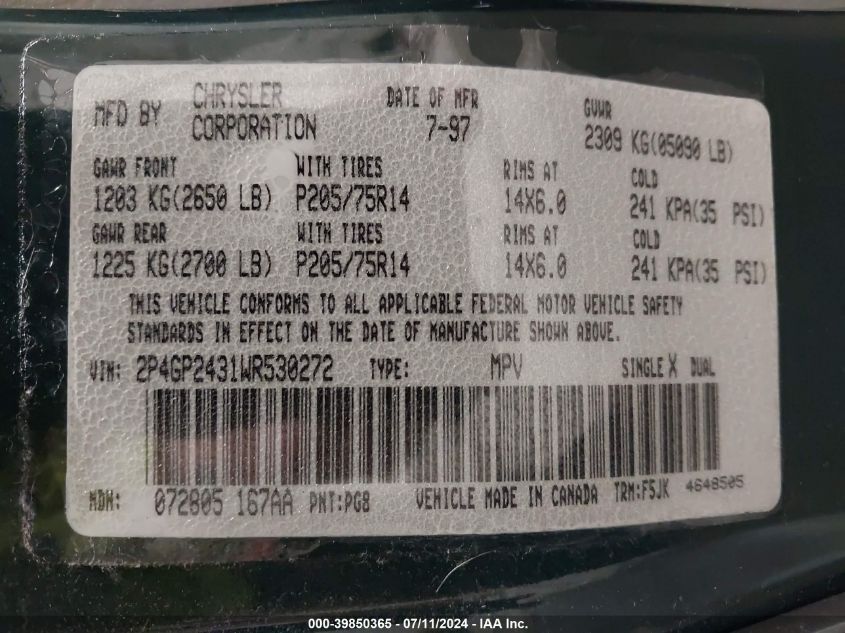 MFD BY CHRYSLER CORPORATION DATE OF MFR 7-97 GVWR 2309 KG(05090 LB)
GAWR FRONT WITH TIRES RIMS AT COLD
1203 KG(2650 LB) P205/75R14 14X6.0 241 KPA(35 PSI)
GAWR REAR WITH TIRES RIMS AT COLD
1225 KG(2700 LB) P205/75R14 14X6.0 241 KPA(35 PSI)
THIS VEHICLE CONFORMS TO ALL APPLICABLE FEDERAL MOTOR VEHICLE SAFETY
STANDARDS IN EFFECT ON THE DATE OF MANUFACTURE SHOWN ABOVE.
VIN: 2P4GP2431WR530272 TYPE: MPV SINGLE X DUAL
MDH: 072805 167AA PNT:PG8 VEHICLE MADE IN CANADA TRM:F5JK 4648505
000-39850365 - 07/11/2024 - IAA Inc.